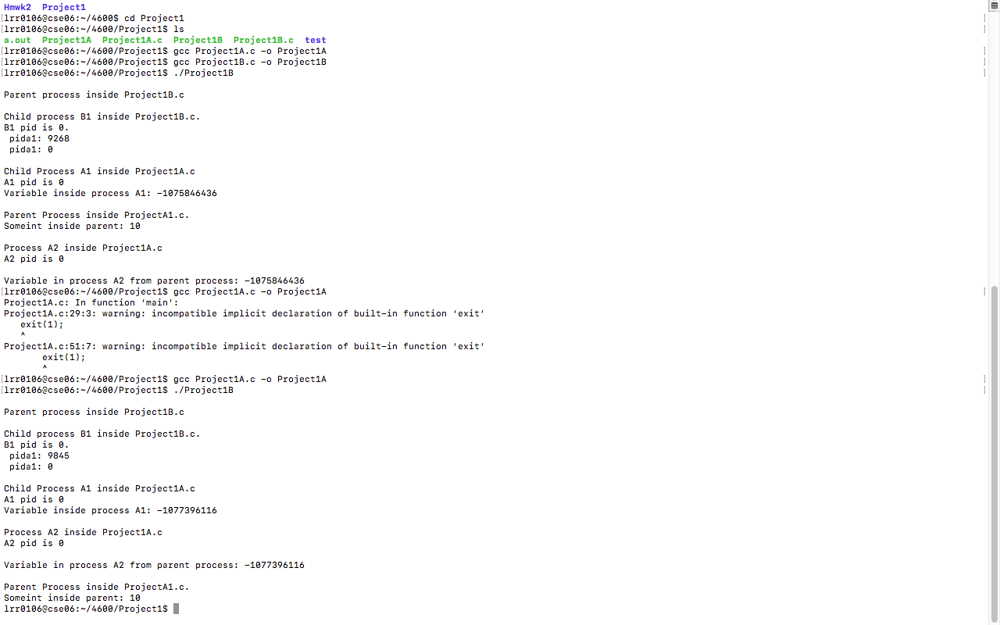 Hmwk2  Project1
[lrr0106@cse06:~/4600$ cd Project1 ]
[lrr0106@cse06:~/4600/Project1$ ls ]
a.out  Project1A  Project1A.c  Project1B  Project1B.c  test
[lrr0106@cse06:~/4600/Project1$ gcc Project1A.c -o Project1A ]
[lrr0106@cse06:~/4600/Project1$ gcc Project1B.c -o Project1B ]
[lrr0106@cse06:~/4600/Project1$ ./Project1B ]
Parent process inside Project1B.c
Child process B1 inside Project1B.c.
B1 pid is 0.
 pida1: 9268
 pida1: 0
Child Process A1 inside Project1A.c
A1 pid is 0
Variable inside process A1: -1075846436
Parent Process inside ProjectA1.c.
Someint inside parent: 10
Process A2 inside Project1A.c
A2 pid is 0
Variable in process A2 from parent process: -1075846436
[lrr0106@cse06:~/4600/Project1$ gcc Project1A.c -o Project1A ]
Project1A.c: In function ‘main’:
Project1A.c:29:3: warning: incompatible implicit declaration of built-in function ‘exit’
   exit(1);
   ^
Project1A.c:51:7: warning: incompatible implicit declaration of built-in function ‘exit’
       exit(1);
       ^
[lrr0106@cse06:~/4600/Project1$ gcc Project1A.c -o Project1A ]
[lrr0106@cse06:~/4600/Project1$ ./Project1B ]
Parent process inside Project1B.c
Child process B1 inside Project1B.c.
B1 pid is 0.
 pida1: 9845
 pida1: 0
Child Process A1 inside Project1A.c
A1 pid is 0
Variable inside process A1: -1077396116
Process A2 inside Project1A.c
A2 pid is 0
Variable in process A2 from parent process: -1077396116
Parent Process inside ProjectA1.c.
Someint inside parent: 10
lrr0106@cse06:~/4600/Project1$